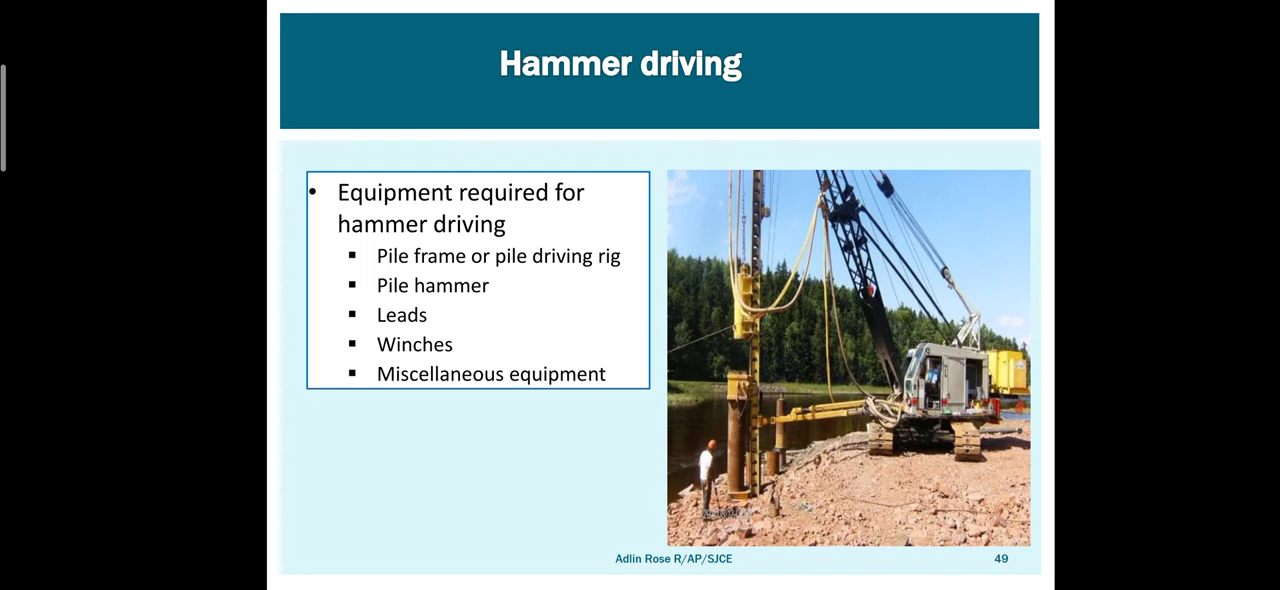 Hammer driving
• Equipment required for
hammer driving
▪ Pile frame or pile driving rig
▪ Pile hammer
▪ Leads
▪ Winches
▪ Miscellaneous equipment
Adlin Rose R/AP/SJCE
49